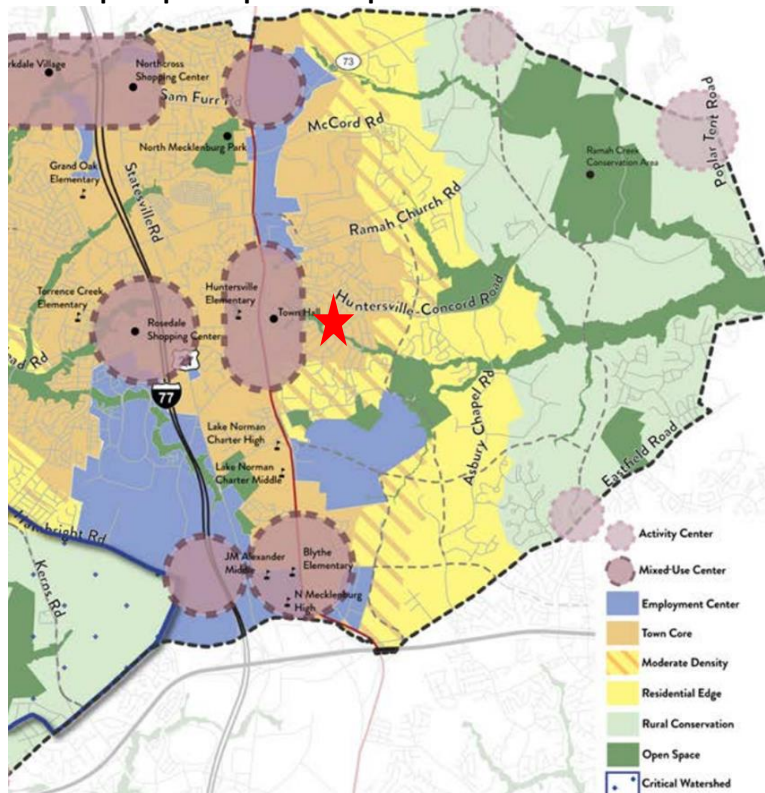 rkdale Village
Northcross
Shopping Center
73
Sam Furr Rd
McCord Rd
Poplar Tent Road
North Mecklenburg Park
Ramah Creek
Conservation Area
Grand Oak
Elementary
Statesville Rd
Ramah Church Rd
Torrence Creek
Elementary
Huntersville
Elementary
Huntersville-Concord Road
Town Hall
Rosedale
Shopping Center
ad Rd
77
Asbury Chapel Rd
Lake Norman
Charter High
Lake Norman
Charter Middle
Eastfield Road
Kerns Rd
JM Alexander
Middle
Blythe
Elementary
N Mecklenburg
High
Activity Center
Mixed-Use Center
Employment Center
Town Core
Moderate Density
Residential Edge
Rural Conservation
Open Space
Critical Watershed